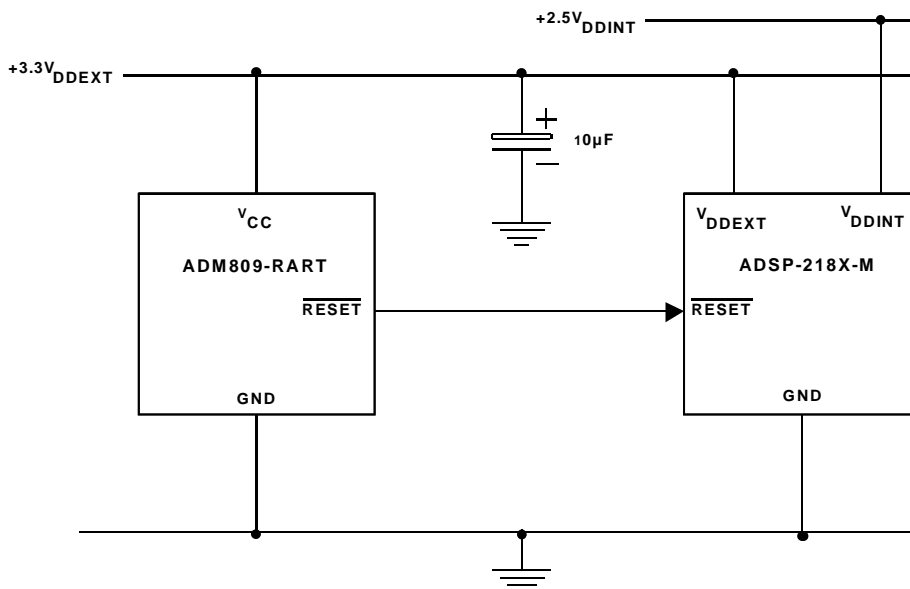 +2.5VDDINT
+3.3VDDEXT
+
10µF
–
VCC
ADM809-RART
RESET
GND
VDDEXT VDDINT
ADSP-218X-M
RESET
GND